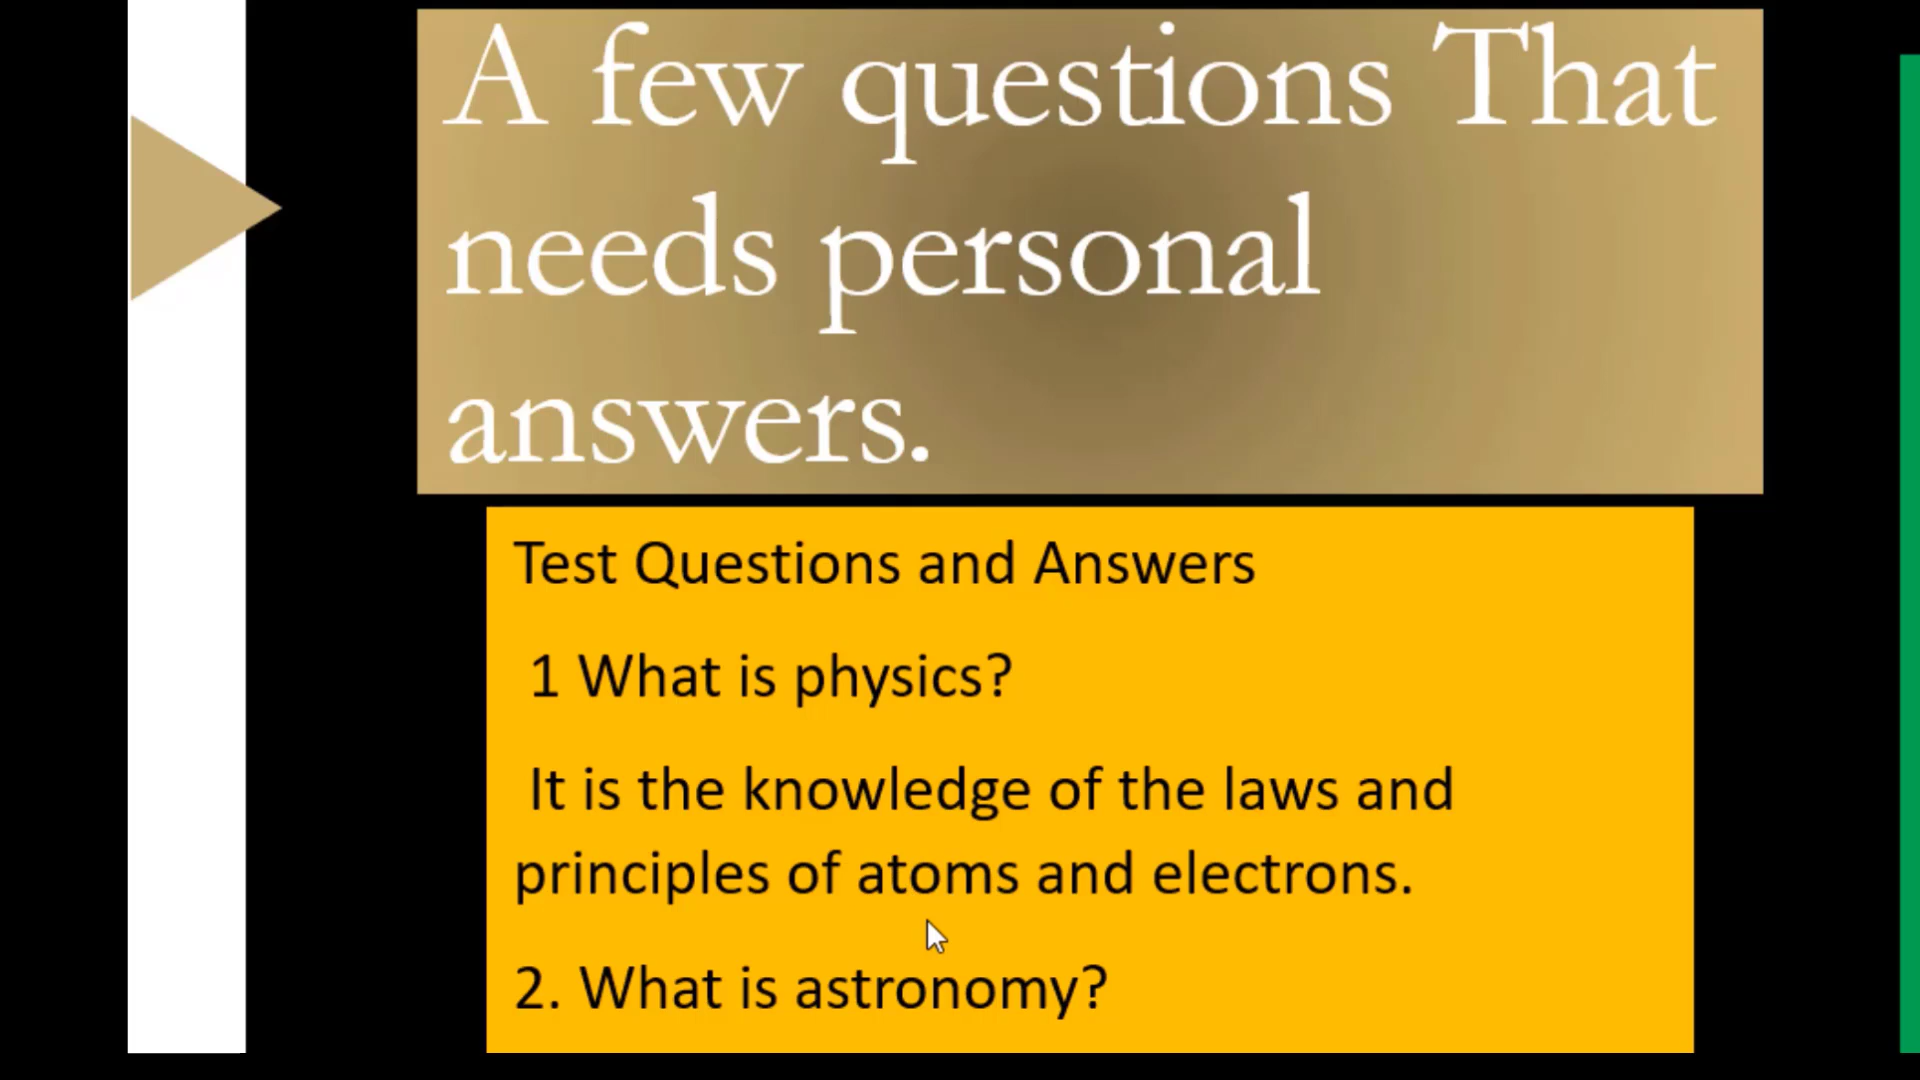 A few questions That
needs personal
answers.
Test Questions and Answers
1 What is physics?
It is the knowledge of the laws and
principles of atoms and electrons.
2. What is astronomy?